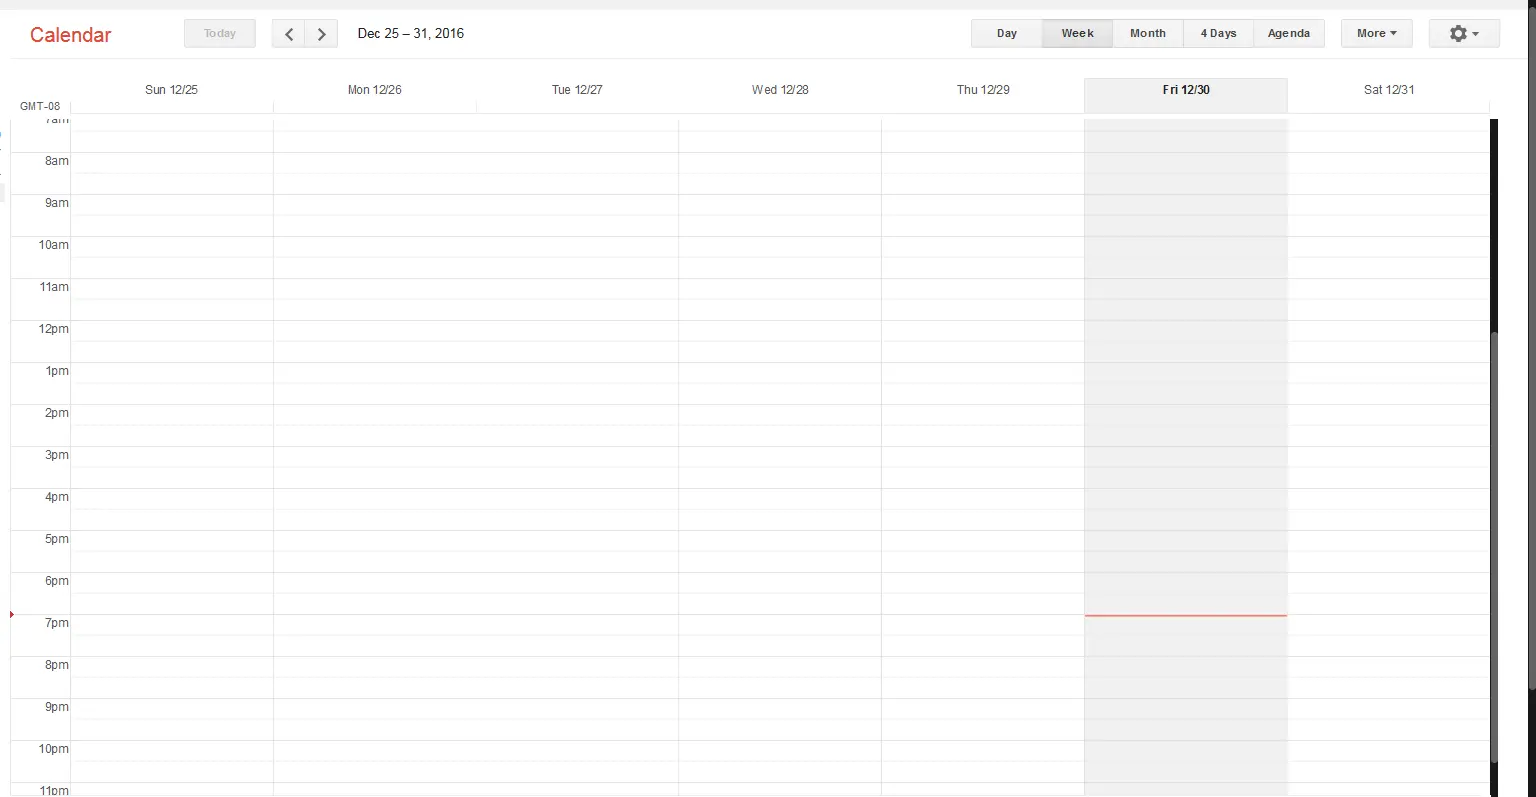 Calendar Today Dec 25 – 31, 2016 Day Week Month 4 Days Agenda More
Sun 12/25 Mon 12/26 Tue 12/27 Wed 12/28 Thu 12/29 Fri 12/30 Sat 12/31
GMT-08
7am
8am
9am
10am
11am
12pm
1pm
2pm
3pm
4pm
5pm
6pm
7pm
8pm
9pm
10pm
11pm